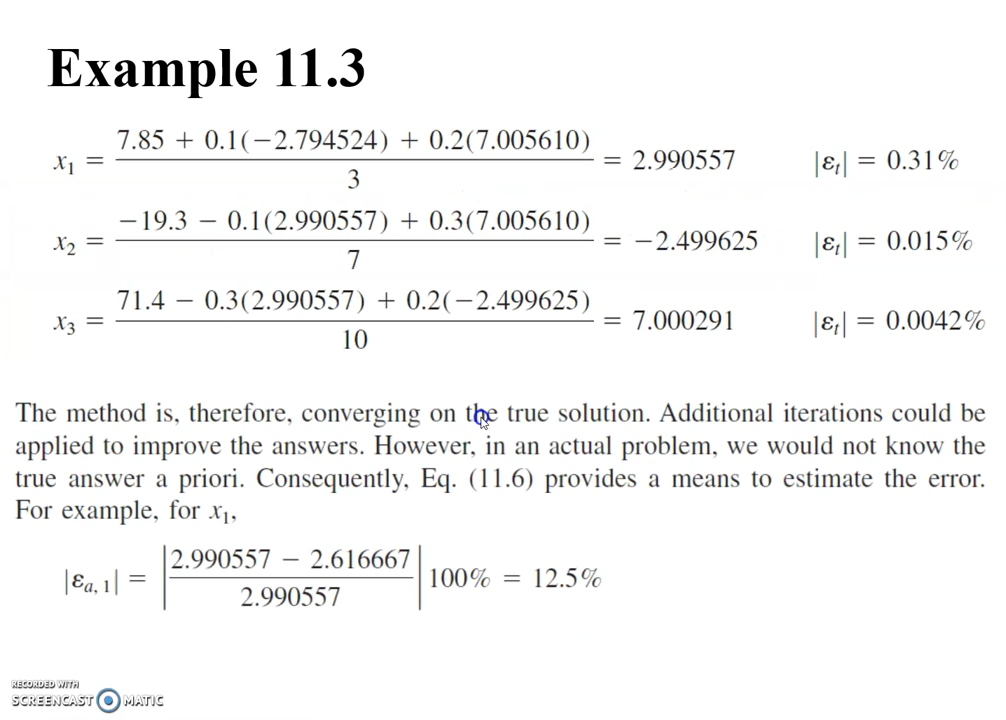 Example 11.3
x₁ = (7.85 + 0.1(−2.794524) + 0.2(7.005610)) / 3 = 2.990557 |ε_t| = 0.31%
x₂ = (−19.3 − 0.1(2.990557) + 0.3(7.005610)) / 7 = −2.499625 |ε_t| = 0.015%
x₃ = (71.4 − 0.3(2.990557) + 0.2(−2.499625)) / 10 = 7.000291 |ε_t| = 0.0042%
The method is, therefore, converging on the true solution. Additional iterations could be
applied to improve the answers. However, in an actual problem, we would not know the
true answer a priori. Consequently, Eq. (11.6) provides a means to estimate the error.
For example, for x₁,
|ε_a, 1| = |(2.990557 − 2.616667) / 2.990557| 100% = 12.5%
RECORDED WITH
SCREENCAST MATIC